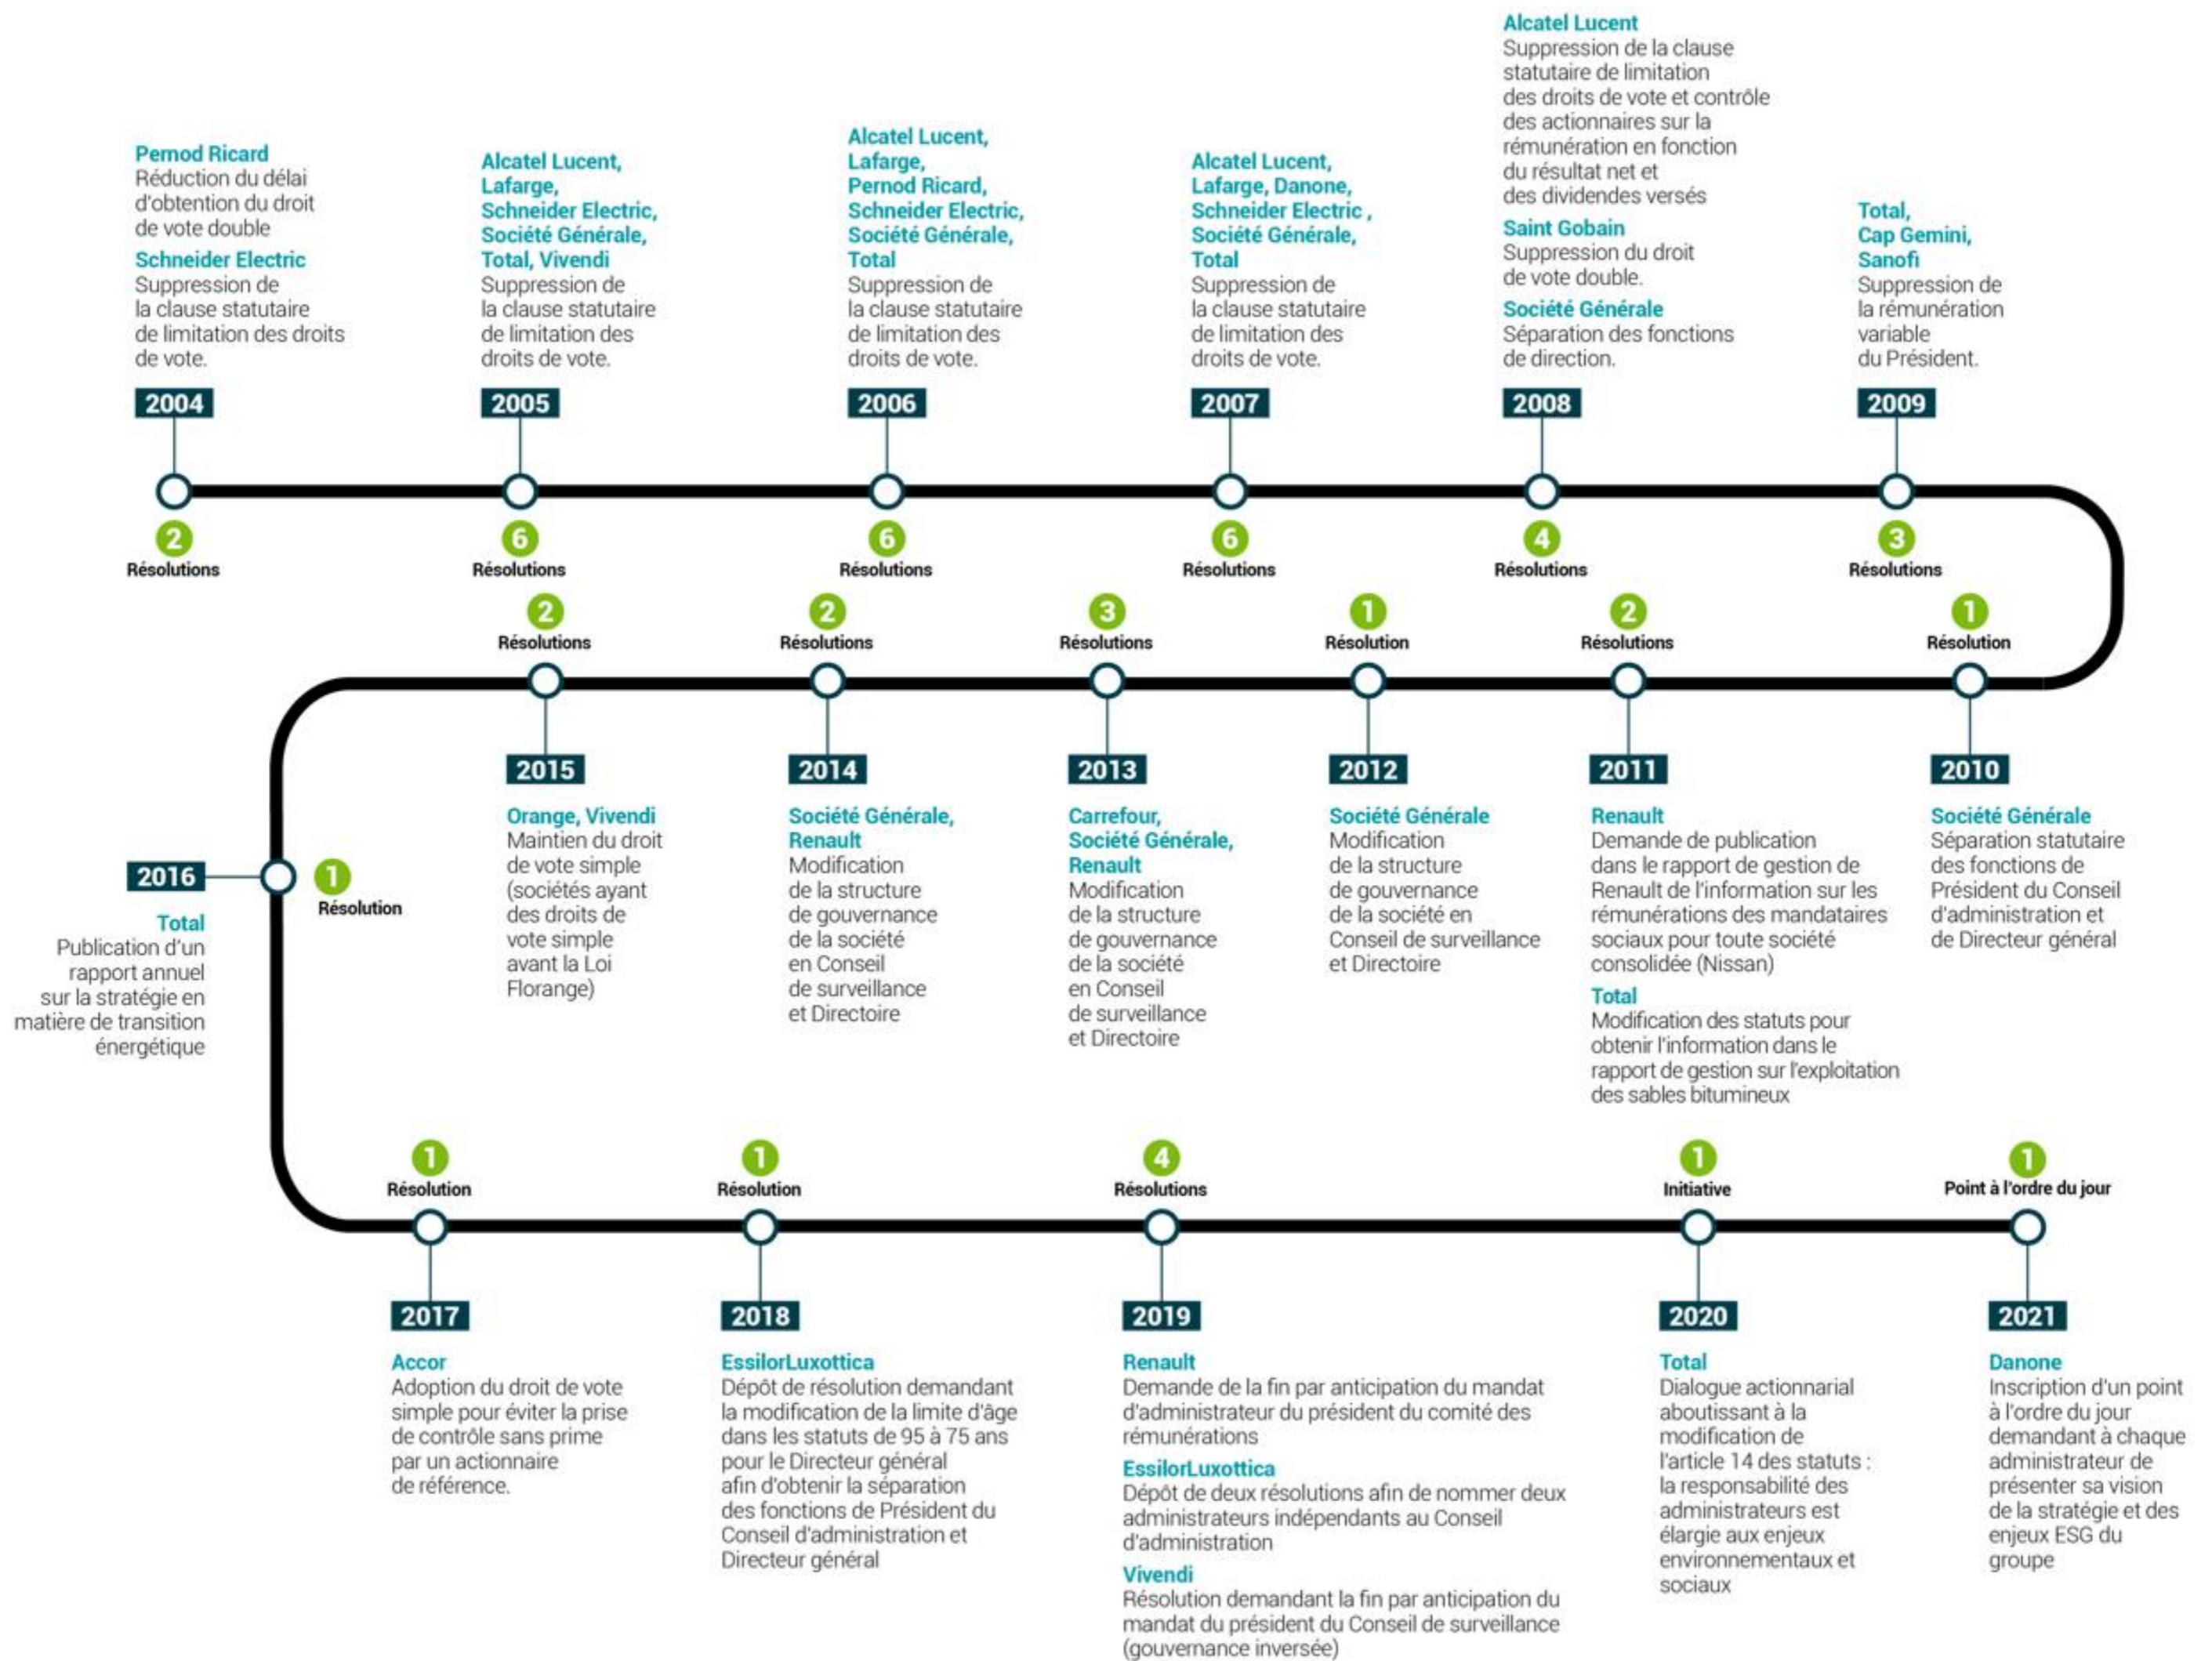 Pernod Ricard
Réduction du délai
d'obtention du droit
de vote double
Schneider Electric
Suppression de
la clause statutaire
de limitation des droits
de vote.
2004
2
Résolutions
Alcatel Lucent,
Lafarge,
Schneider Electric,
Société Générale,
Total, Vivendi
Suppression de
la clause statutaire
de limitation des
droits de vote.
2005
6
Résolutions
Alcatel Lucent,
Lafarge,
Pernod Ricard,
Schneider Electric,
Société Générale,
Total
Suppression de
la clause statutaire
de limitation des
droits de vote.
2006
6
Résolutions
Alcatel Lucent,
Lafarge, Danone,
Schneider Electric ,
Société Générale,
Total
Suppression de
la clause statutaire
de limitation des
droits de vote.
2007
6
Résolutions
Alcatel Lucent
Suppression de la clause
statutaire de limitation
des droits de vote et contrôle
des actionnaires sur la
rémunération en fonction
du résultat net et
des dividendes versés
Saint Gobain
Suppression du droit
de vote double.
Société Générale
Séparation des fonctions
de direction.
2008
4
Résolutions
Total,
Cap Gemini,
Sanofi
Suppression de
la rémunération
variable
du Président.
2009
3
Résolutions
1
Résolution
2010
Société Générale
Séparation statutaire
des fonctions de
Président du Conseil
d'administration et
de Directeur général
2
Résolutions
2011
Renault
Demande de publication
dans le rapport de gestion de
Renault de l'information sur les
rémunérations des mandataires
sociaux pour toute société
consolidée (Nissan)
Total
Modification des statuts pour
obtenir l'information dans le
rapport de gestion sur l'exploitation
des sables bitumineux
1
Résolution
2012
Société Générale
Modification
de la structure
de gouvernance
de la société en
Conseil de surveillance
et Directoire
3
Résolutions
2013
Carrefour,
Société Générale,
Renault
Modification
de la structure
de gouvernance
de la société
en Conseil
de surveillance
et Directoire
2
Résolutions
2014
Société Générale,
Renault
Modification
de la structure
de gouvernance
de la société
en Conseil
de surveillance
et Directoire
2
Résolutions
2015
Orange, Vivendi
Maintien du droit
de vote simple
(sociétés ayant
des droits de
vote simple
avant la Loi
Florange)
2016
1
Résolution
Total
Publication d'un
rapport annuel
sur la stratégie en
matière de transition
énergétique
1
Résolution
2017
Accor
Adoption du droit de vote
simple pour éviter la prise
de contrôle sans prime
par un actionnaire
de référence.
1
Résolution
2018
EssilorLuxottica
Dépôt de résolution demandant
la modification de la limite d'âge
dans les statuts de 95 à 75 ans
pour le Directeur général
afin d'obtenir la séparation
des fonctions de Président du
Conseil d'administration et
Directeur général
4
Résolutions
2019
Renault
Demande de la fin par anticipation du mandat
d'administrateur du président du comité des
rémunérations
EssilorLuxottica
Dépôt de deux résolutions afin de nommer deux
administrateurs indépendants au Conseil
d'administration
Vivendi
Résolution demandant la fin par anticipation du
mandat du président du Conseil de surveillance
(gouvernance inversée)
1
Initiative
2020
Total
Dialogue actionnarial
aboutissant à la
modification de
l'article 14 des statuts :
la responsabilité des
administrateurs est
élargie aux enjeux
environnementaux et
sociaux
1
Point à l'ordre du jour
2021
Danone
Inscription d'un point
à l'ordre du jour
demandant à chaque
administrateur de
présenter sa vision
de la stratégie et des
enjeux ESG du
groupe